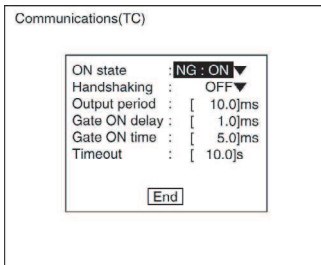 Communications(TC)
ON state : NG : ON▼
Handshaking : OFF▼
Output period : [ 10.0]ms
Gate ON delay : [ 1.0]ms
Gate ON time : [ 5.0]ms
Timeout : [ 10.0]s
End